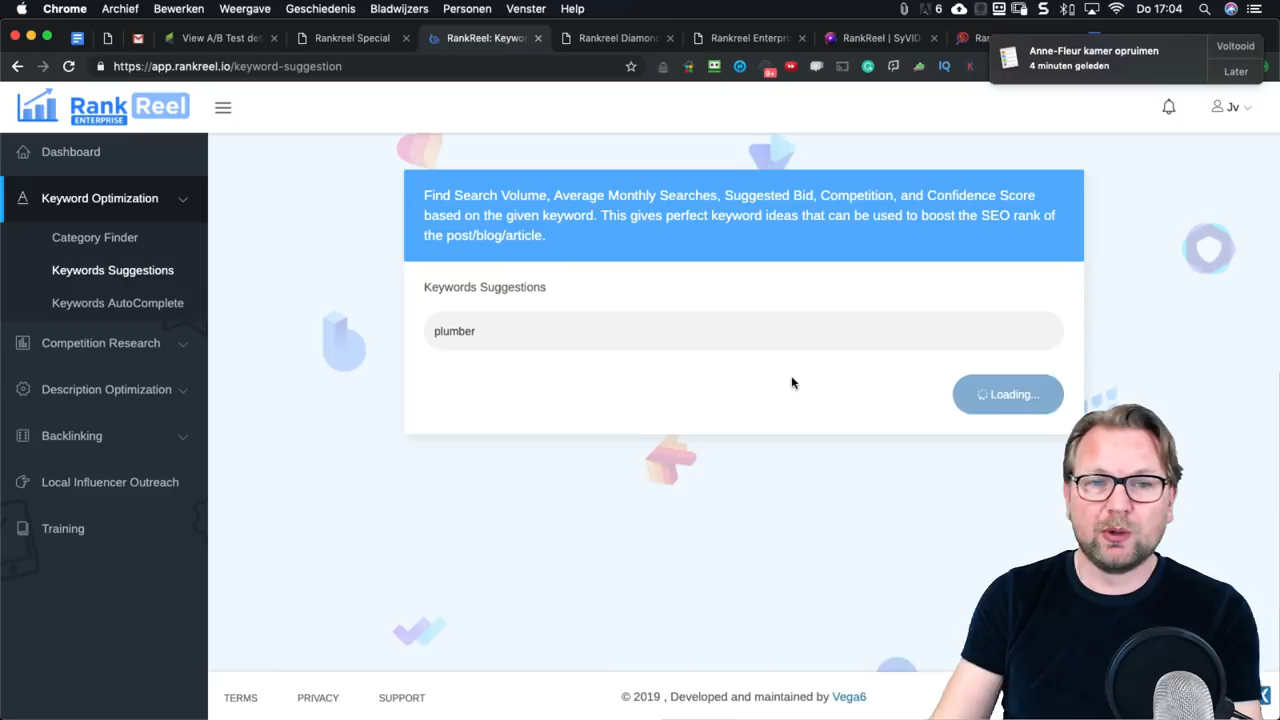 Chrome Archief Bewerken Weergave Geschiedenis Bladwijzers Personen Venster Help
6 Do 17:04
View A/B Test det
Rankreel Special
RankReel: Keywo
Rankreel Diamon
Rankreel Enterpri
RankReel | SyVID
https://app.rankreel.io/keyword-suggestion
9+
IQ
K
Anne-Fleur kamer opruimen
4 minuten geleden
Voltooid
Later
Rank Reel
ENTERPRISE
Jv
Dashboard
Keyword Optimization
Category Finder
Keywords Suggestions
Keywords AutoComplete
Competition Research
Description Optimization
Backlinking
Local Influencer Outreach
Training
Find Search Volume, Average Monthly Searches, Suggested Bid, Competition, and Confidence Score
based on the given keyword. This gives perfect keyword ideas that can be used to boost the SEO rank of
the post/blog/article.
Keywords Suggestions
plumber
Loading...
TERMS PRIVACY SUPPORT
© 2019 , Developed and maintained by Vega6